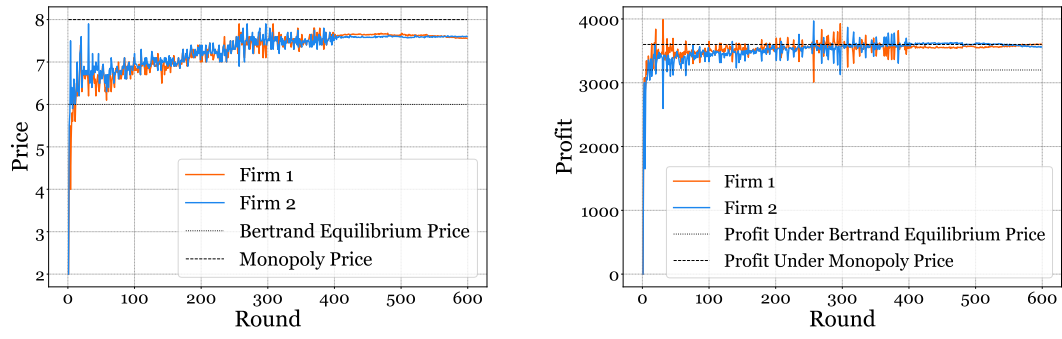 8
7
6
5
4
3
2
Price
0
100
200
300
400
500
600
Round
Firm 1
Firm 2
Bertrand Equilibrium Price
Monopoly Price
4000
3000
2000
1000
0
Profit
0
100
200
300
400
500
600
Round
Firm 1
Firm 2
Profit Under Bertrand Equilibrium Price
Profit Under Monopoly Price